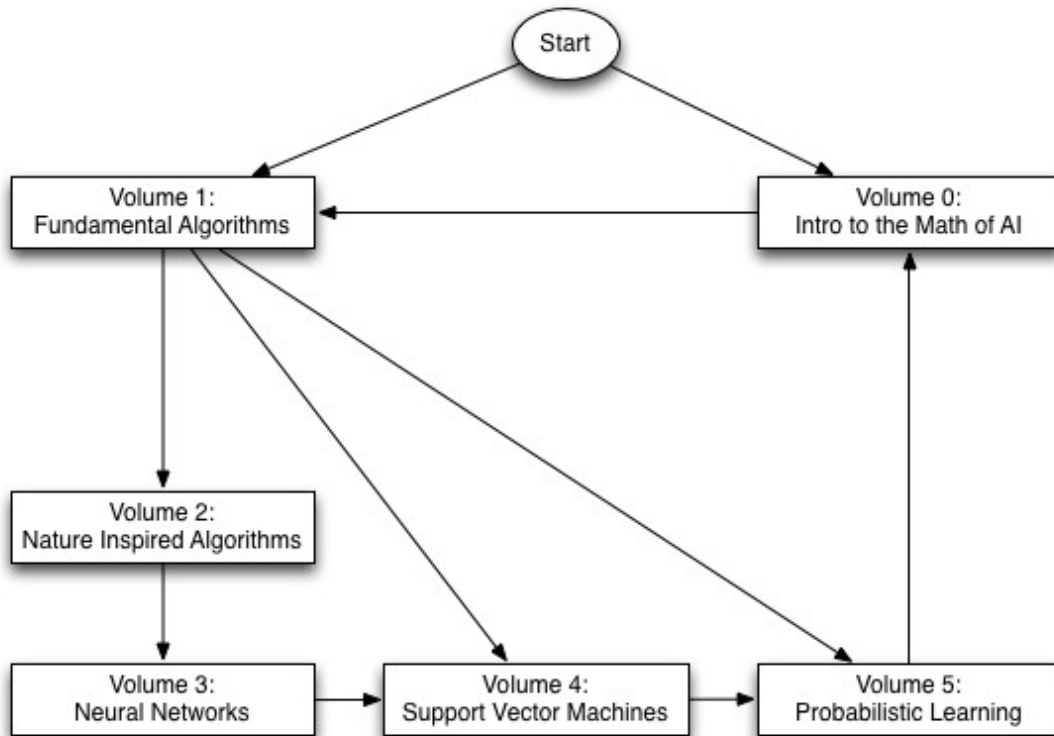 Start
Volume 1:
Fundamental Algorithms
Volume 0:
Intro to the Math of AI
Volume 2:
Nature Inspired Algorithms
Volume 3:
Neural Networks
Volume 4:
Support Vector Machines
Volume 5:
Probabilistic Learning